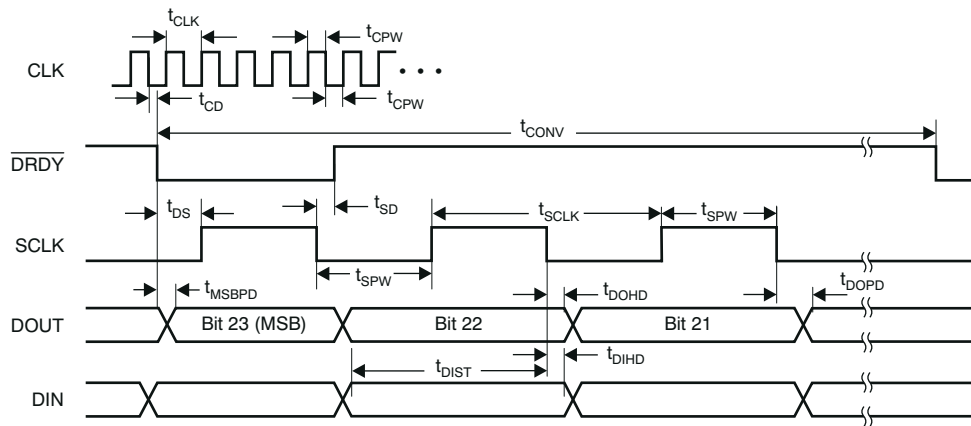 tCLK
tCPW
CLK
• • •
tCD
tCPW
tCONV
DRDY
tDS
tSD
tSCLK
tSPW
SCLK
tSPW
tMSBPD
tDOHD
tDOPD
DOUT
Bit 23 (MSB)
Bit 22
Bit 21
tDIST
tDIHD
DIN